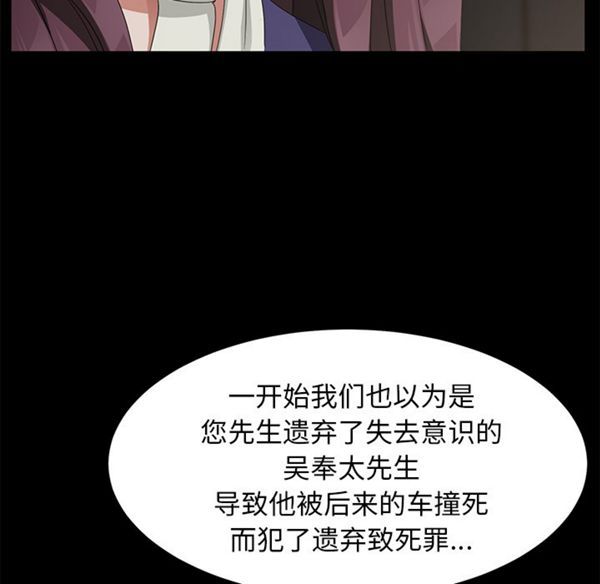 一开始我们也以为是
您先生遗弃了失去意识的
吴奉太先生
导致他被后来的车撞死
而犯了遗弃致死罪...